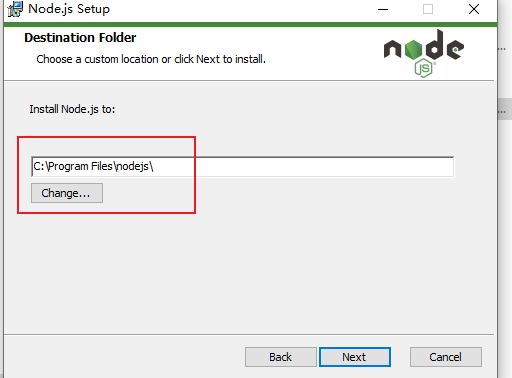 Node.js Setup
Destination Folder
Choose a custom location or click Next to install.
node
JS
Install Node.js to:
C:\Program Files\nodejs\
Change...
Back
Next
Cancel